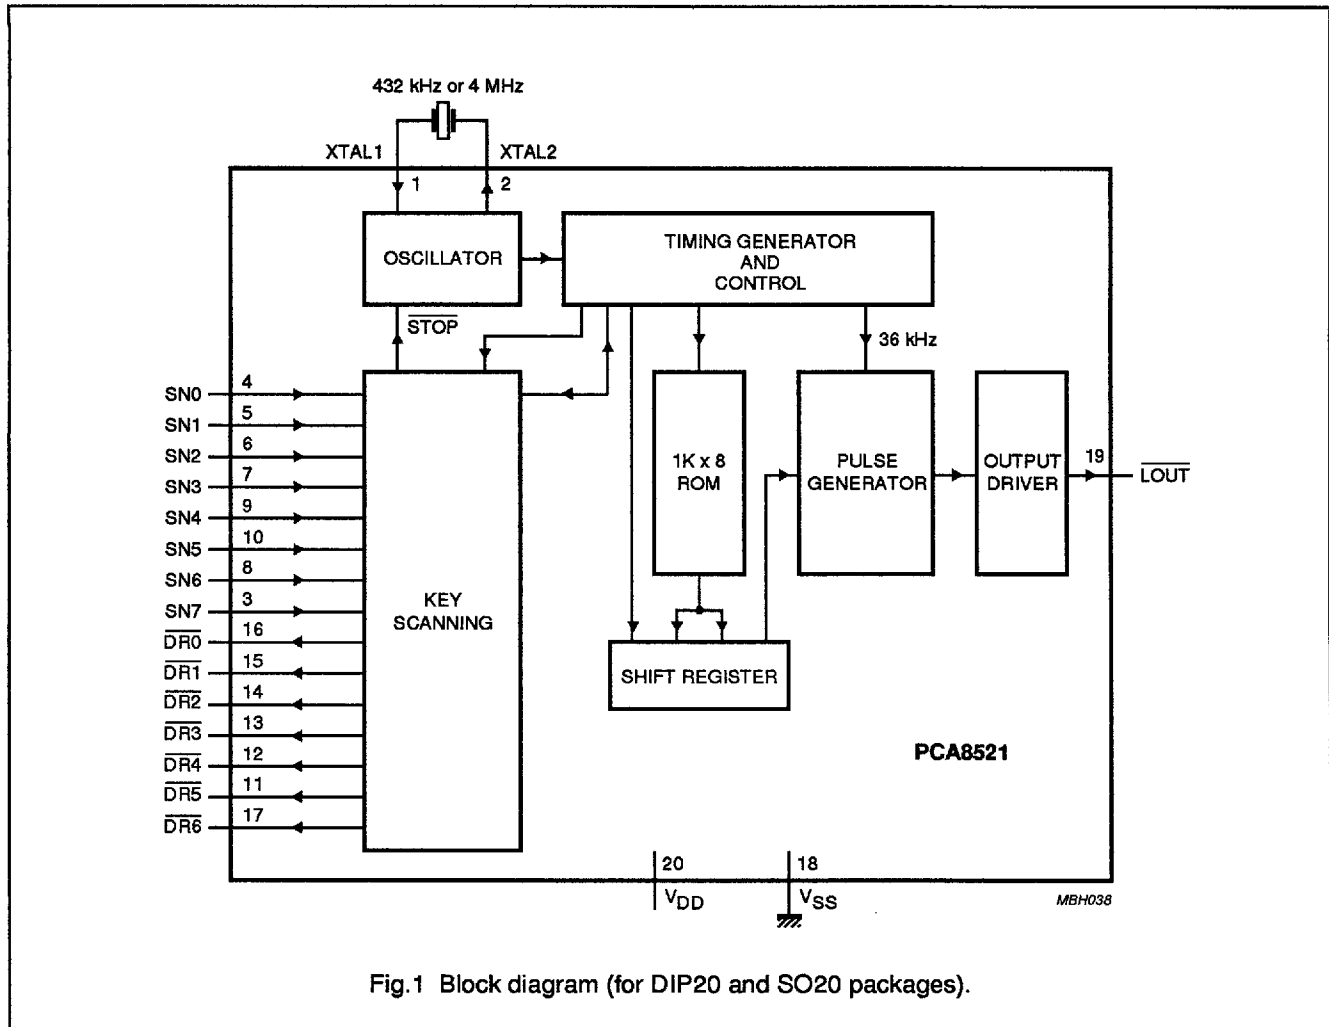 432 kHz or 4 MHz
XTAL1
XTAL2
1
2
OSCILLATOR
TIMING GENERATOR
AND
CONTROL
STOP
36 kHz
SN0
4
SN1
5
SN2
6
SN3
7
SN4
9
SN5
10
SN6
8
SN7
3
DR0
16
DR1
15
DR2
14
DR3
13
DR4
12
DR5
11
DR6
17
KEY
SCANNING
1K x 8
ROM
PULSE
GENERATOR
OUTPUT
DRIVER
19
LOUT
SHIFT REGISTER
PCA8521
20
VDD
18
VSS
MBH038
Fig.1 Block diagram (for DIP20 and SO20 packages).